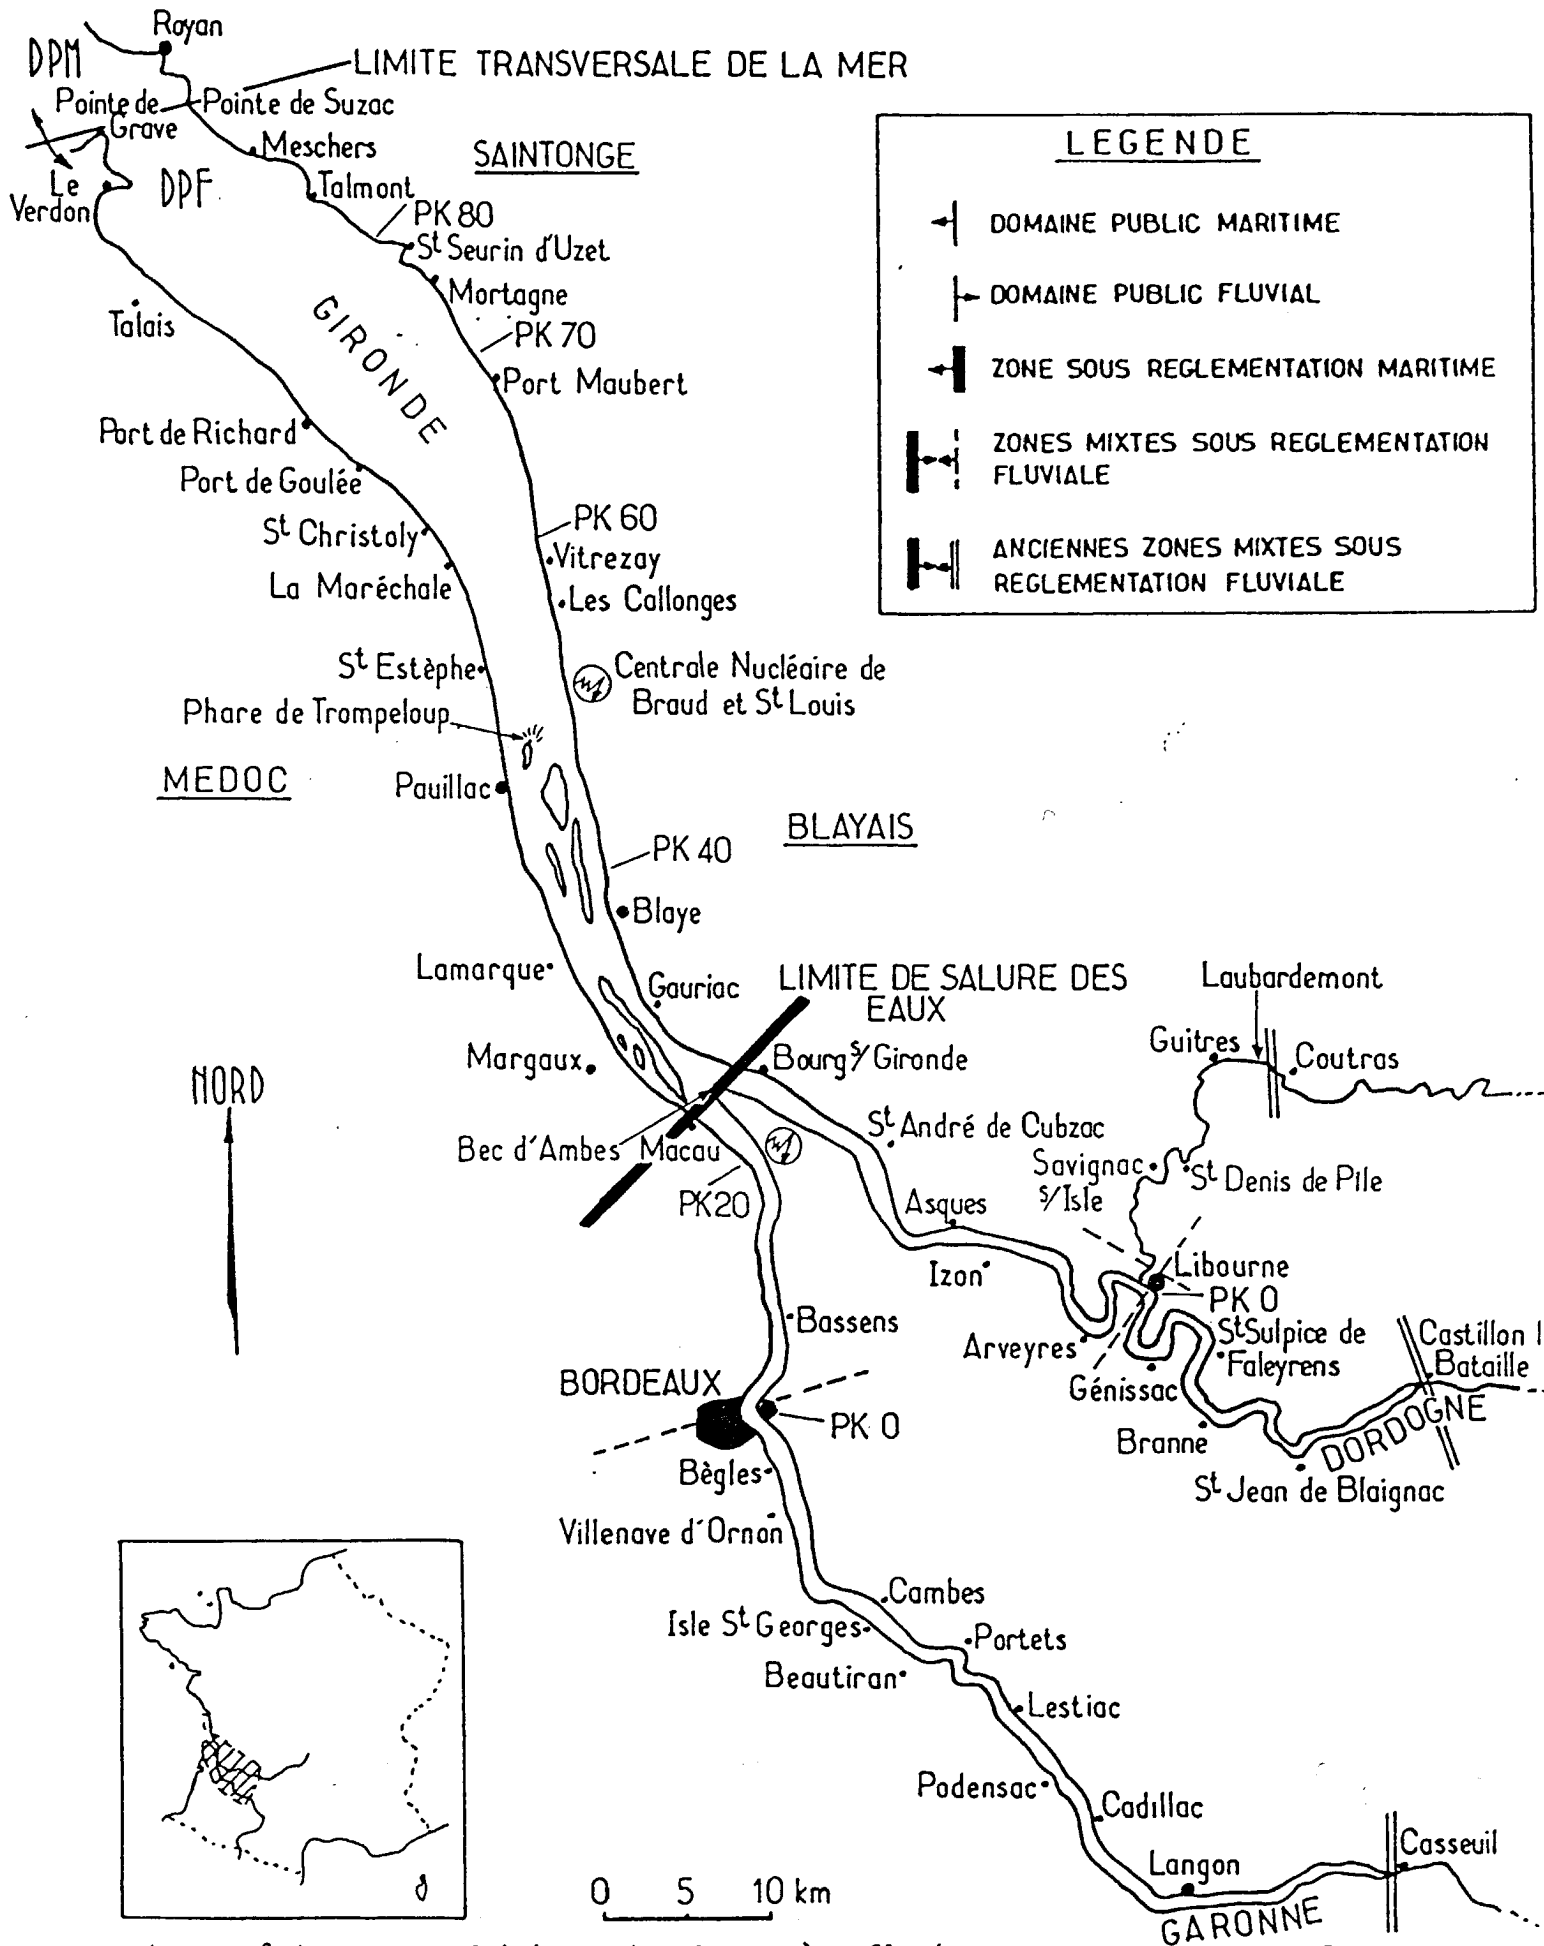 Royan
DPM
LIMITE TRANSVERSALE DE LA MER
Pointe de
Grave
Pointe de Suzac
Meschers
SAINTONGE
Le
Verdon
DPF
Talmont
PK 80
St Seurin d'Uzet
Mortagne
Talais
GIRONDE
PK 70
Port Maubert
Port de Richard
Port de Goulée
St Christoly
PK 60
Vitrezay
La Maréchale
Les Callonges
St Estèphe
Centrale Nucléaire de
Braud et St Louis
Phare de Trompeloup
MEDOC
Pauillac
BLAYAIS
PK 40
Blaye
Lamarque
Gauriac
LIMITE DE SALURE DES
EAUX
Margaux
Bourg s/ Gironde
NORD
Bec d'Ambes
Macau
PK20
St André de Cubzac
Laubardemont
Guitres
Coutras
Savignac
s/Isle
St Denis de Pile
Asques
Izon
Libourne
PK 0
Bassens
Arveyres
St Sulpice de
Faleyrens
Castillon l
Bataille
Génissac
BORDEAUX
PK 0
Branne
DORDOGNE
Bègles
St Jean de Blaignac
Villenave d'Ornon
Cambes
Isle St Georges
Portets
Beautiran
Lestiac
Podensac
Cadillac
Langon
Casseuil
GARONNE
0 5 10 km
LEGENDE
DOMAINE PUBLIC MARITIME
DOMAINE PUBLIC FLUVIAL
ZONE SOUS REGLEMENTATION MARITIME
ZONES MIXTES SOUS REGLEMENTATION
FLUVIALE
ANCIENNES ZONES MIXTES SOUS
REGLEMENTATION FLUVIALE